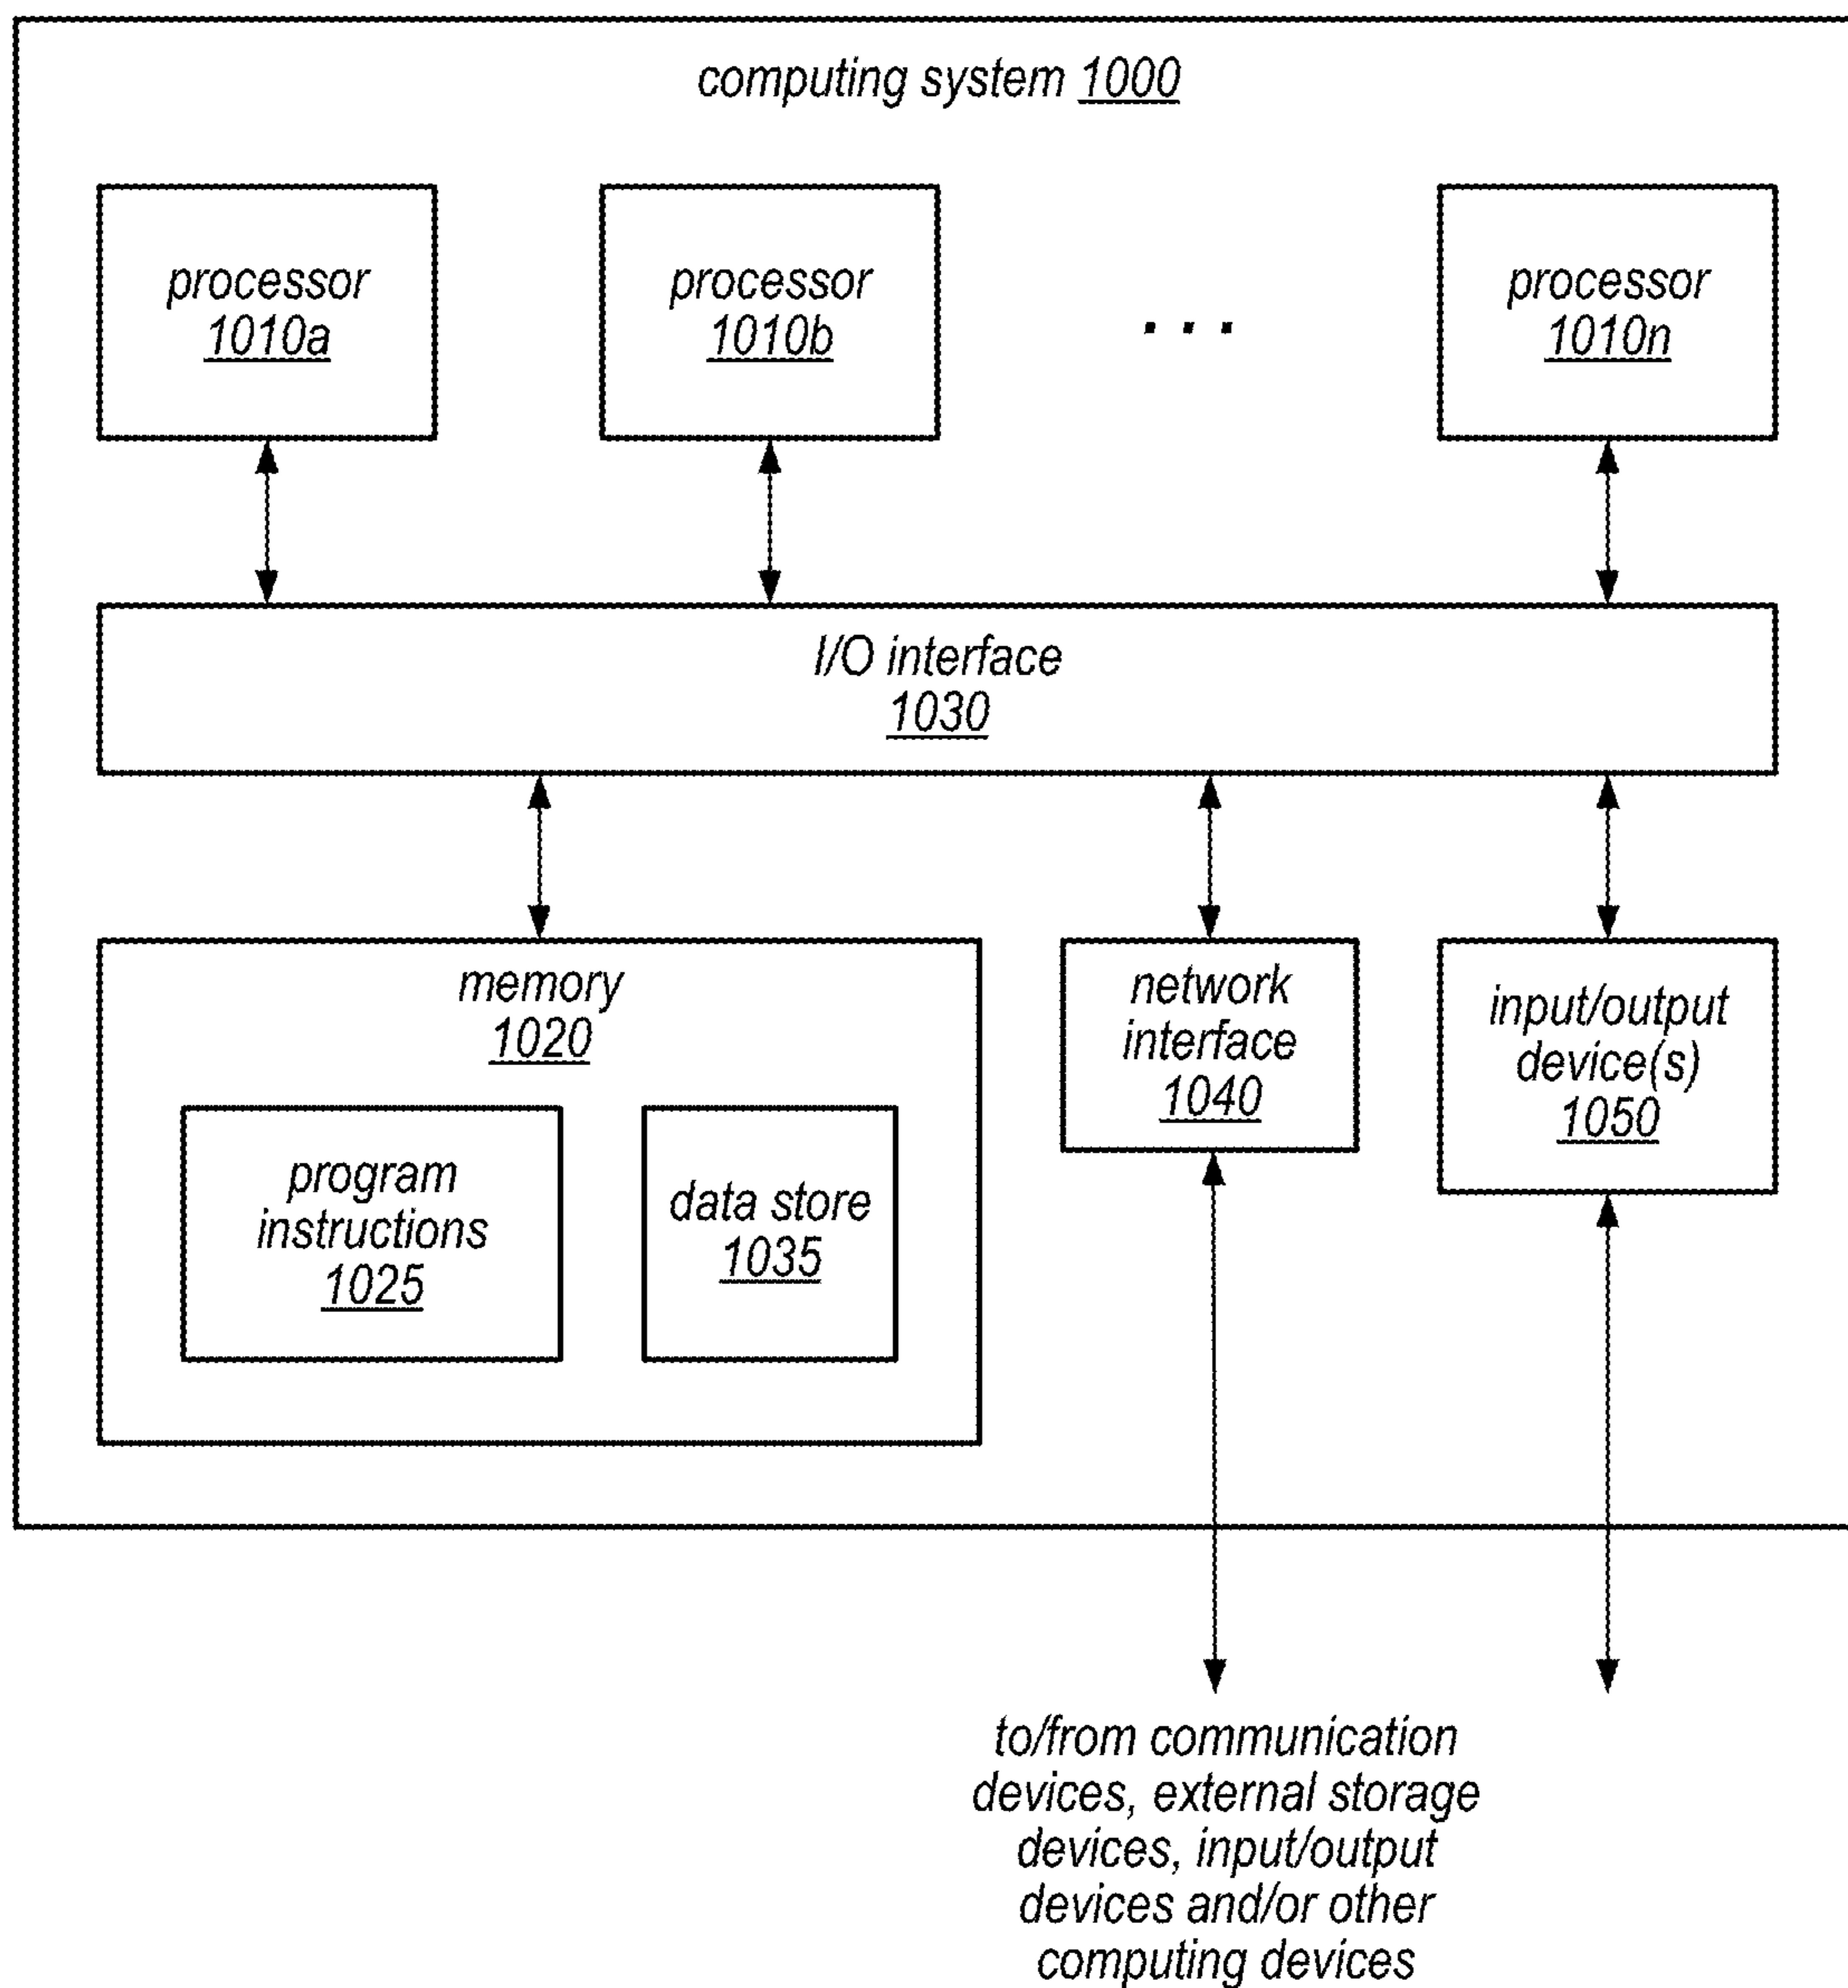 computing system 1000
processor
1010a
processor
1010b
. . .
processor
1010n
I/O interface
1030
memory
1020
program
instructions
1025
data store
1035
network
interface
1040
input/output
device(s)
1050
to/from communication
devices, external storage
devices, input/output
devices and/or other
computing devices